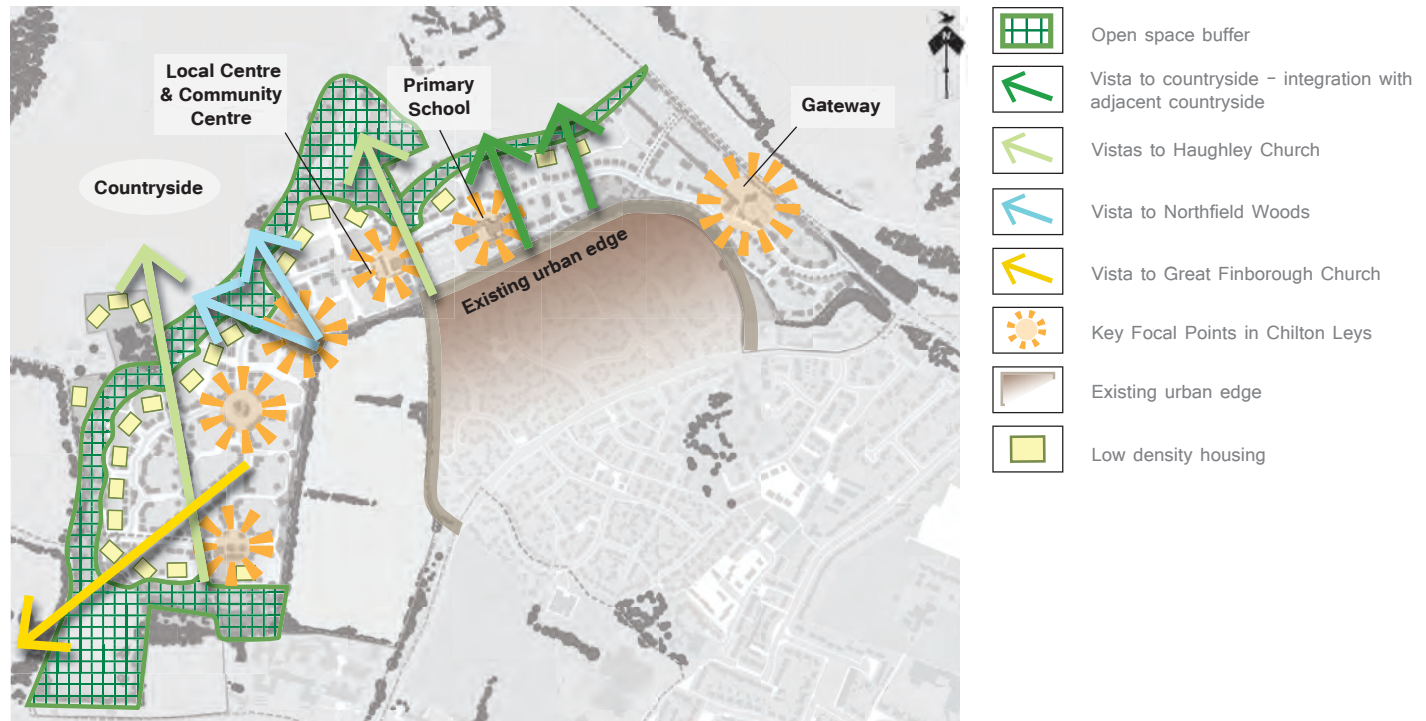 Local Centre
& Community
Centre
Primary
School
Gateway
N
Countryside
Existing urban edge
Open space buffer
Vista to countryside – integration with
adjacent countryside
Vistas to Haughley Church
Vista to Northfield Woods
Vista to Great Finborough Church
Key Focal Points in Chilton Leys
Existing urban edge
Low density housing